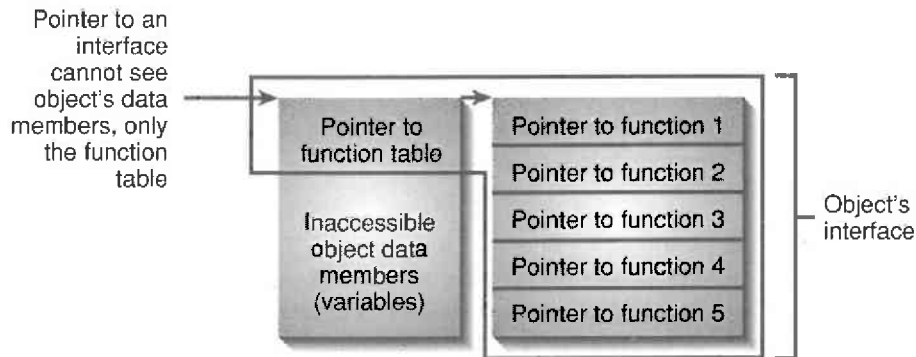 Pointer to an
interface
cannot see
object's data
members, only
the function
table
Pointer to
function table
Inaccessible
object data
members
(variables)
Pointer to function 1
Pointer to function 2
Pointer to function 3
Pointer to function 4
Pointer to function 5
Object's
interface